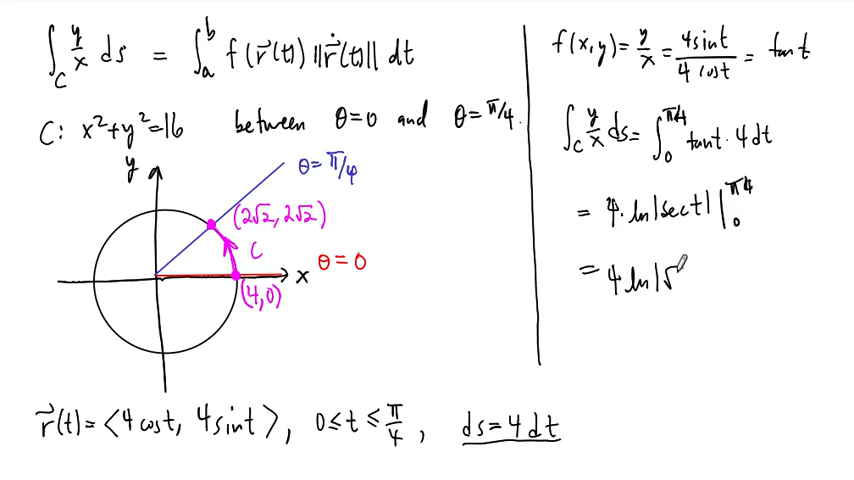 ∫_C y/x ds = ∫_a^b f(r⃗(t)) ||ṙ⃗(t)|| dt
C: x²+y²=16 between θ=0 and θ=π/4.
y
θ=π/4
(2√2, 2√2)
C
θ=0
x
(4,0)
r⃗(t)=⟨4cost, 4sint⟩, 0≤t≤π/4, ds=4dt
f(x,y)=y/x=4sint/4cost=tant
∫_C y/x ds=∫_0^π/4 tant·4dt
=4·ln|sect| |_0^π/4
=4ln|√